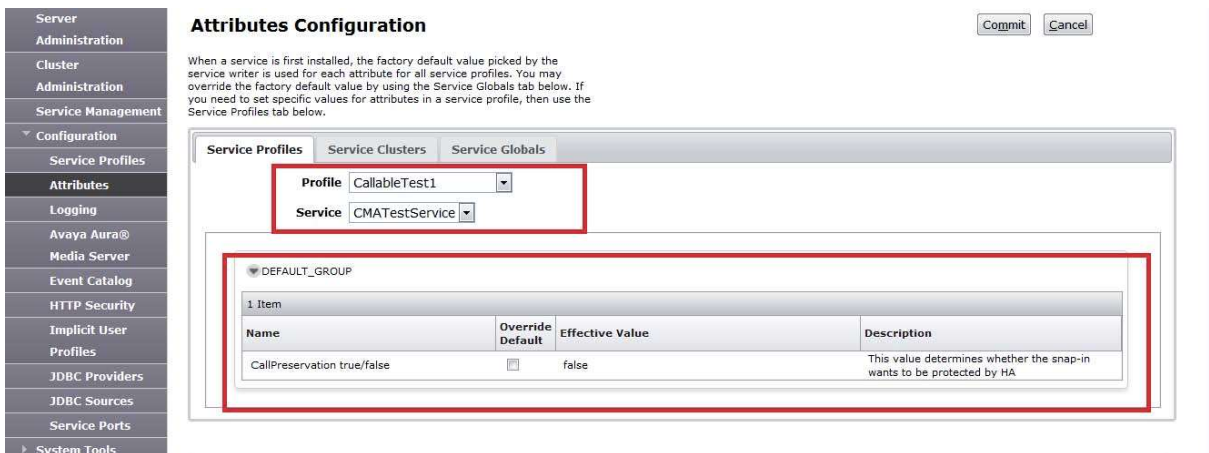 Server
Administration
Cluster
Administration
Service Management
Configuration
Service Profiles
Attributes
Logging
Avaya Aura®
Media Server
Event Catalog
HTTP Security
Implicit User
Profiles
JDBC Providers
JDBC Sources
Service Ports
System Tools
Attributes Configuration
Commit Cancel
When a service is first installed, the factory default value picked by the
service writer is used for each attribute for all service profiles. You may
override the factory default value by using the Service Globals tab below. If
you need to set specific values for attributes in a service profile, then use the
Service Profiles tab below.
Service Profiles Service Clusters Service Globals
Profile CallableTest1
Service CMATestService
DEFAULT_GROUP
1 Item
Name Override Default Effective Value Description
CallPreservation true/false false This value determines whether the snap-in
wants to be protected by HA